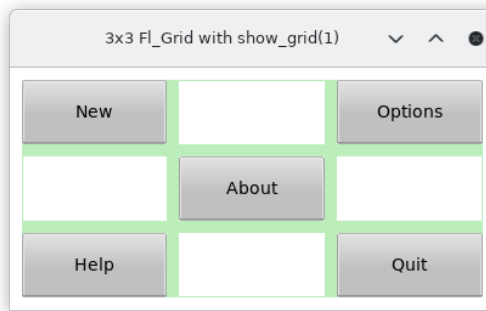 3x3 Fl_Grid with show_grid(1)
New
Options
About
Help
Quit